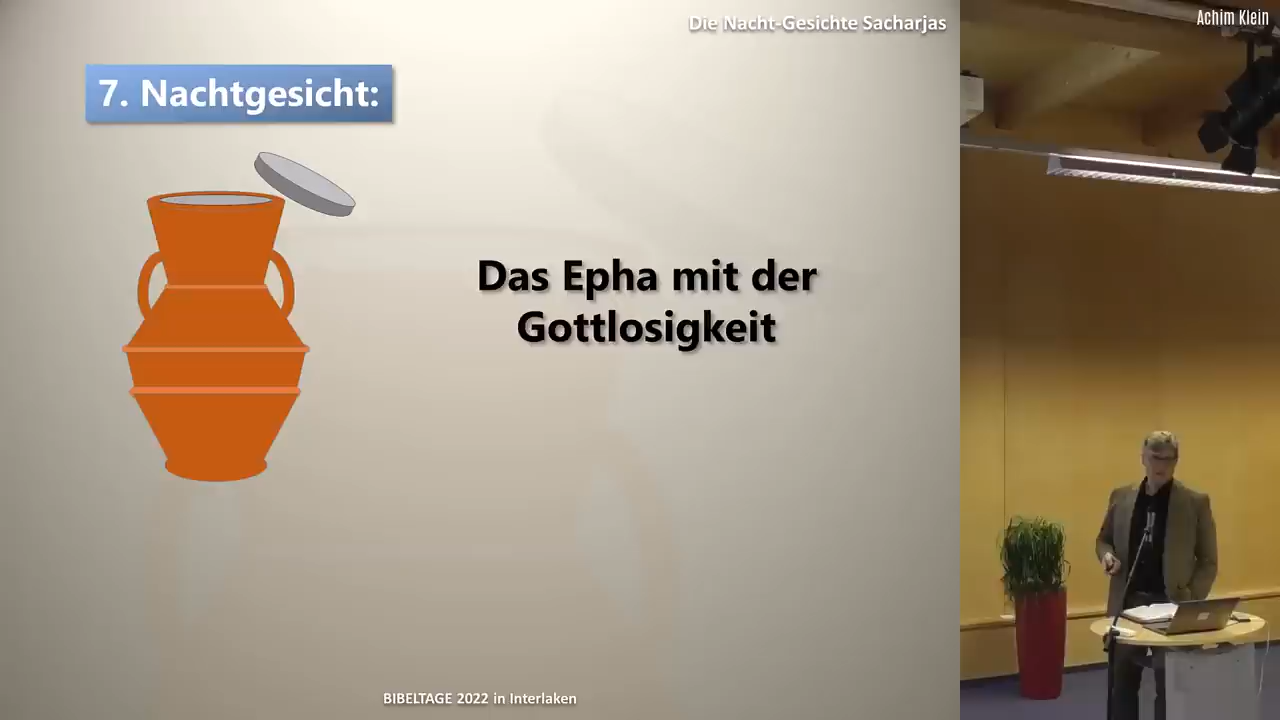 Die Nacht-Gesichte Sacharjas
Achim Klein
7. Nachtgesicht:
Das Epha mit der
Gottlosigkeit
BIBELTAGE 2022 in Interlaken